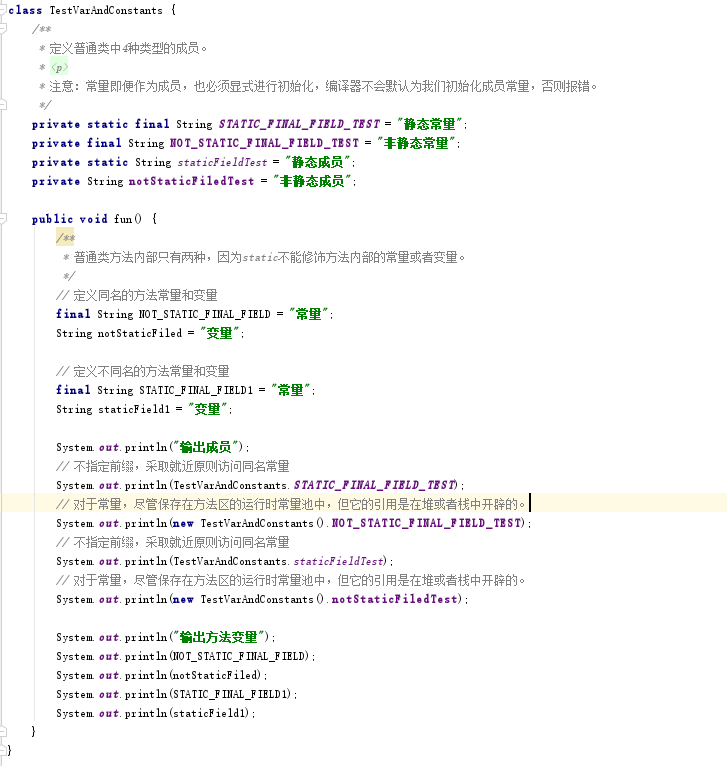 class TestVarAndConstants {
/**
* 定义普通类中4种类型的成员。
* <p>
* 注意：常量即便作为成员，也必须显式进行初始化，编译器不会默认为我们初始化成员常量，否则报错。
*/
private static final String STATIC_FINAL_FIELD_TEST = "静态常量";
private final String NOT_STATIC_FINAL_FIELD_TEST = "非静态常量";
private static String staticFieldTest = "静态成员";
private String notStaticFiledTest = "非静态成员";
public void fun() {
/**
* 普通类方法内部只有两种，因为static不能修饰方法内部的常量或者变量。
*/
// 定义同名的方法常量和变量
final String NOT_STATIC_FINAL_FIELD = "常量";
String notStaticFiled = "变量";
// 定义不同名的方法常量和变量
final String STATIC_FINAL_FIELD1 = "常量";
String staticField1 = "变量";
System.out.println("输出成员");
// 不指定前缀，采取就近原则访问同名常量
System.out.println(TestVarAndConstants.STATIC_FINAL_FIELD_TEST);
// 对于常量，尽管保存在方法区的运行时常量池中，但它的引用是在堆或者栈中开辟的。
System.out.println(new TestVarAndConstants().NOT_STATIC_FINAL_FIELD_TEST);
// 不指定前缀，采取就近原则访问同名常量
System.out.println(TestVarAndConstants.staticFieldTest);
// 对于常量，尽管保存在方法区的运行时常量池中，但它的引用是在堆或者栈中开辟的。
System.out.println(new TestVarAndConstants().notStaticFiledTest);
System.out.println("输出方法变量");
System.out.println(NOT_STATIC_FINAL_FIELD);
System.out.println(notStaticFiled);
System.out.println(STATIC_FINAL_FIELD1);
System.out.println(staticField1);
}
}